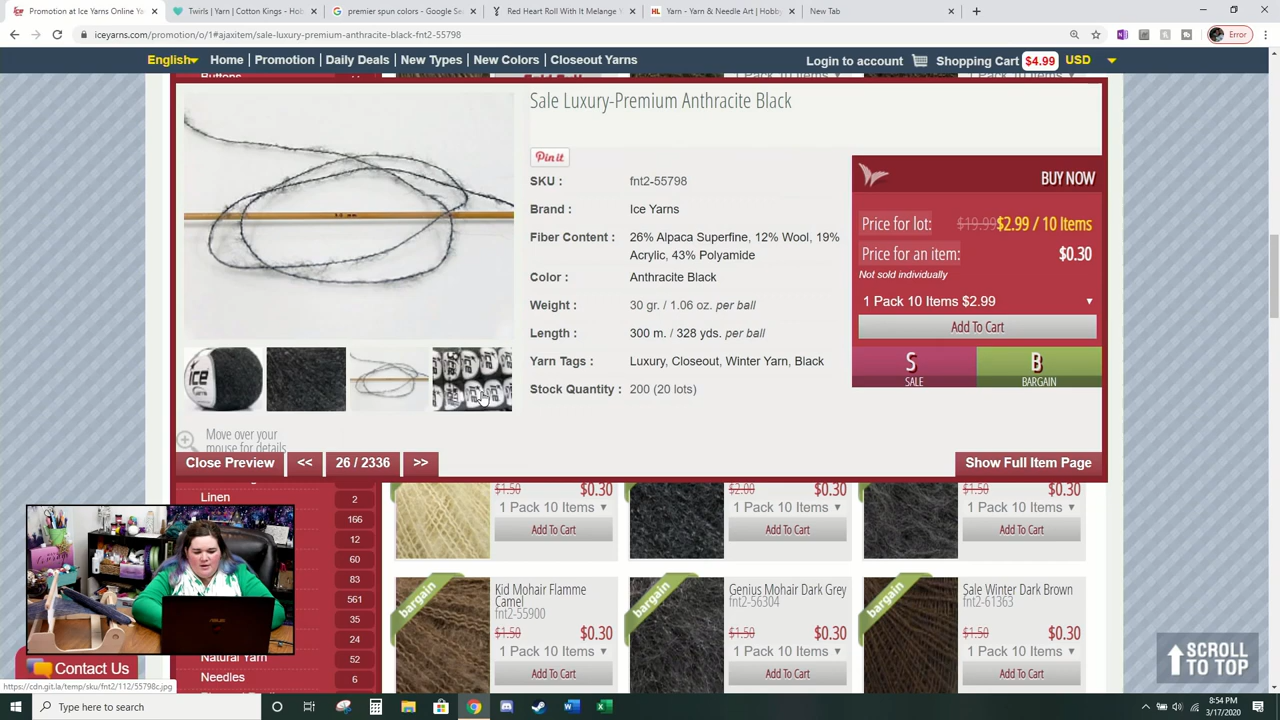 Promotion at Ice Yarns Online Ya
Twirls | Yarn | Cotton Kings - Hob
premier spun colors - Google Sea
Red Heart Roll With It Melange Y
Yarn - Yarn & Needle Art | Hobby
New Tab
iceyarns.com/promotion/o/1#ajaxitem/sale-luxury-premium-anthracite-black-fnt2-55798
Error
English
Home
Promotion
Daily Deals
New Types
New Colors
Closeout Yarns
Login to account
Shopping Cart
$4.99
USD
Buttons
1 Pack 10 Items
Sale Luxury-Premium Anthracite Black
Pin it
SKU : fnt2-55798
Brand : Ice Yarns
Fiber Content : 26% Alpaca Superfine, 12% Wool, 19%
Acrylic, 43% Polyamide
Color : Anthracite Black
Weight : 30 gr. / 1.06 oz. per ball
Length : 300 m. / 328 yds. per ball
Yarn Tags : Luxury, Closeout, Winter Yarn, Black
Stock Quantity : 200 (20 lots)
BUY NOW
Price for lot: $19.99 $2.99 / 10 Items
Price for an item: $0.30
Not sold individually
1 Pack 10 Items $2.99
Add To Cart
S
SALE
B
BARGAIN
ice
YARNS
Move over your
mouse for details
Close Preview
<<
26 / 2336
>>
Show Full Item Page
Linen
2
166
12
60
83
561
35
24
Natural Yarn
52
Needles
6
$1.50 $0.30
1 Pack 10 Items
Add To Cart
$2.00 $0.30
1 Pack 10 Items
Add To Cart
$1.50 $0.30
1 Pack 10 Items
Add To Cart
bargain
Kid Mohair Flamme
Camel
fnt2-55900
$1.50 $0.30
1 Pack 10 Items
Add To Cart
bargain
Genius Mohair Dark Grey
fnt2-56304
$1.50 $0.30
1 Pack 10 Items
Add To Cart
bargain
Sale Winter Dark Brown
fnt2-61363
$1.50 $0.30
1 Pack 10 Items
Add To Cart
SCROLL
TO TOP
ASUS
Contact Us
https://cdn.git.la/temp/sku/fnt2/112/55798c.jpg
Type here to search
8:54 PM
3/17/2020